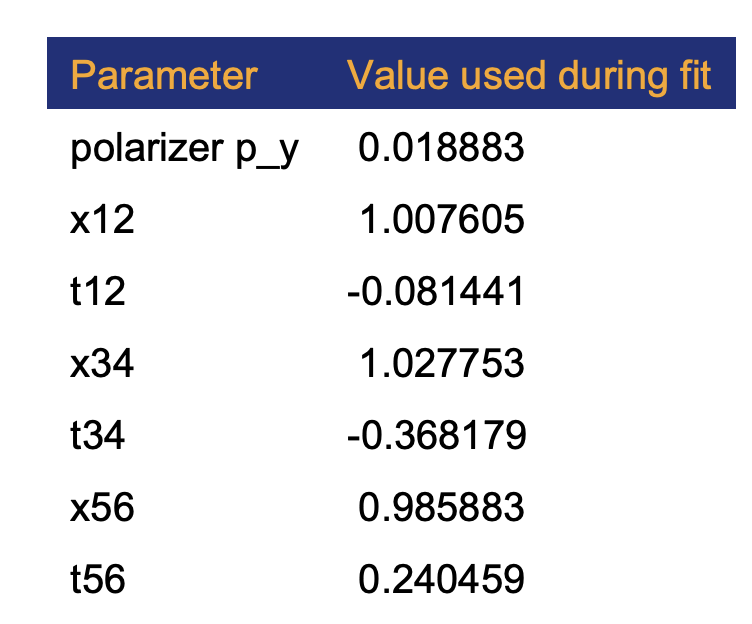 Parameter Value used during fit
polarizer p_y 0.018883
x12 1.007605
t12 -0.081441
x34 1.027753
t34 -0.368179
x56 0.985883
t56 0.240459